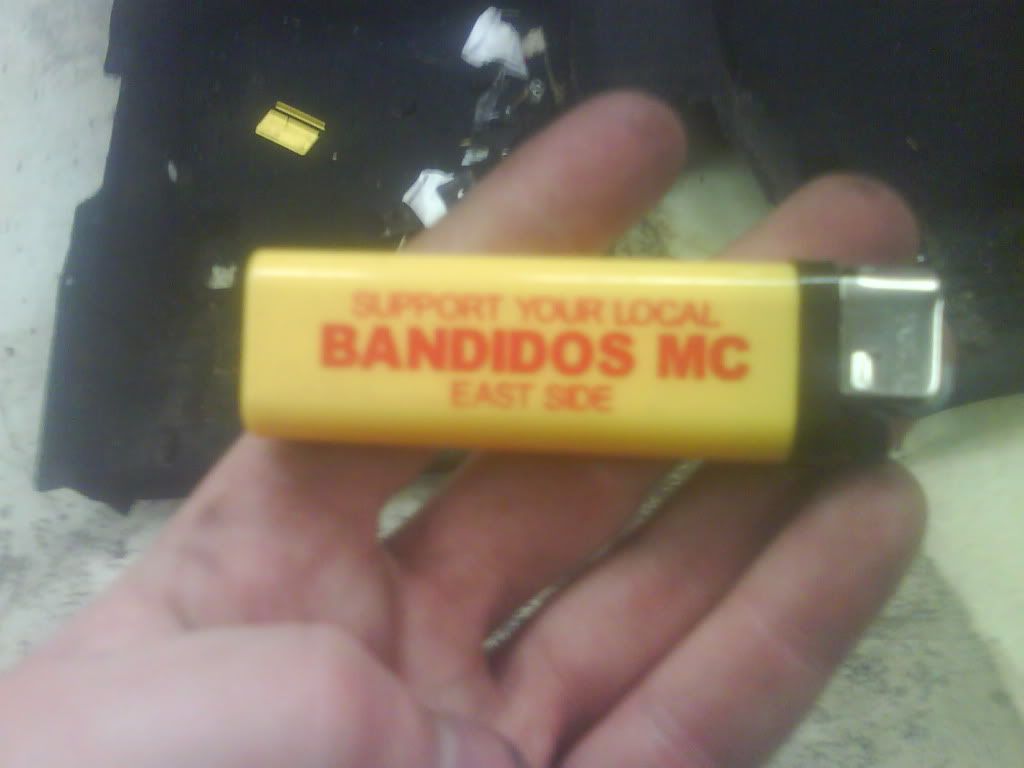 SUPPORT YOUR LOCAL
BANDIDOS MC
EAST SIDE